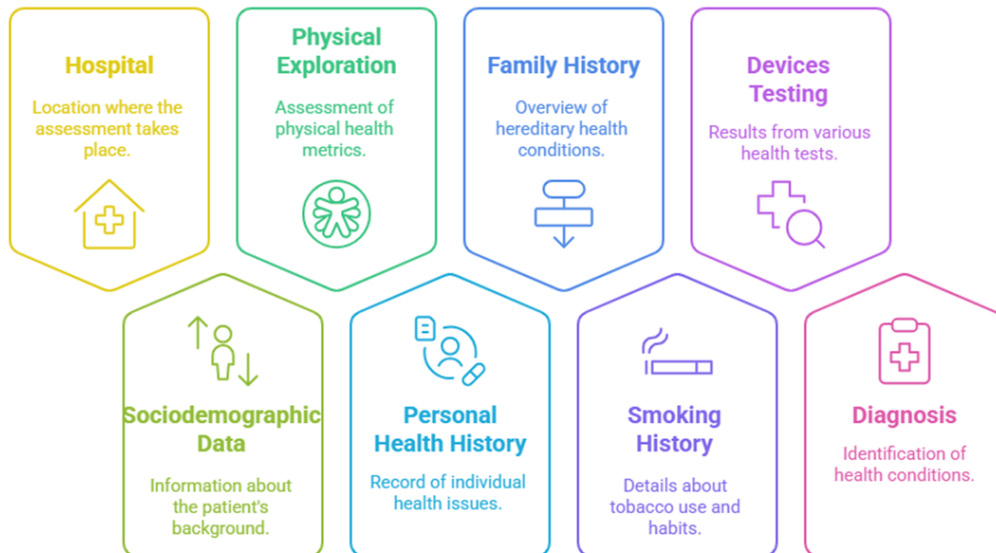 Hospital
Location where the
assessment takes
place.
Physical
Exploration
Assessment of
physical health
metrics.
Family History
Overview of
hereditary health
conditions.
Devices
Testing
Results from various
health tests.
Sociodemographic
Data
Information about
the patient's
background.
Personal
Health History
Record of individual
health issues.
Smoking
History
Details about
tobacco use and
habits.
Diagnosis
Identification of
health conditions.